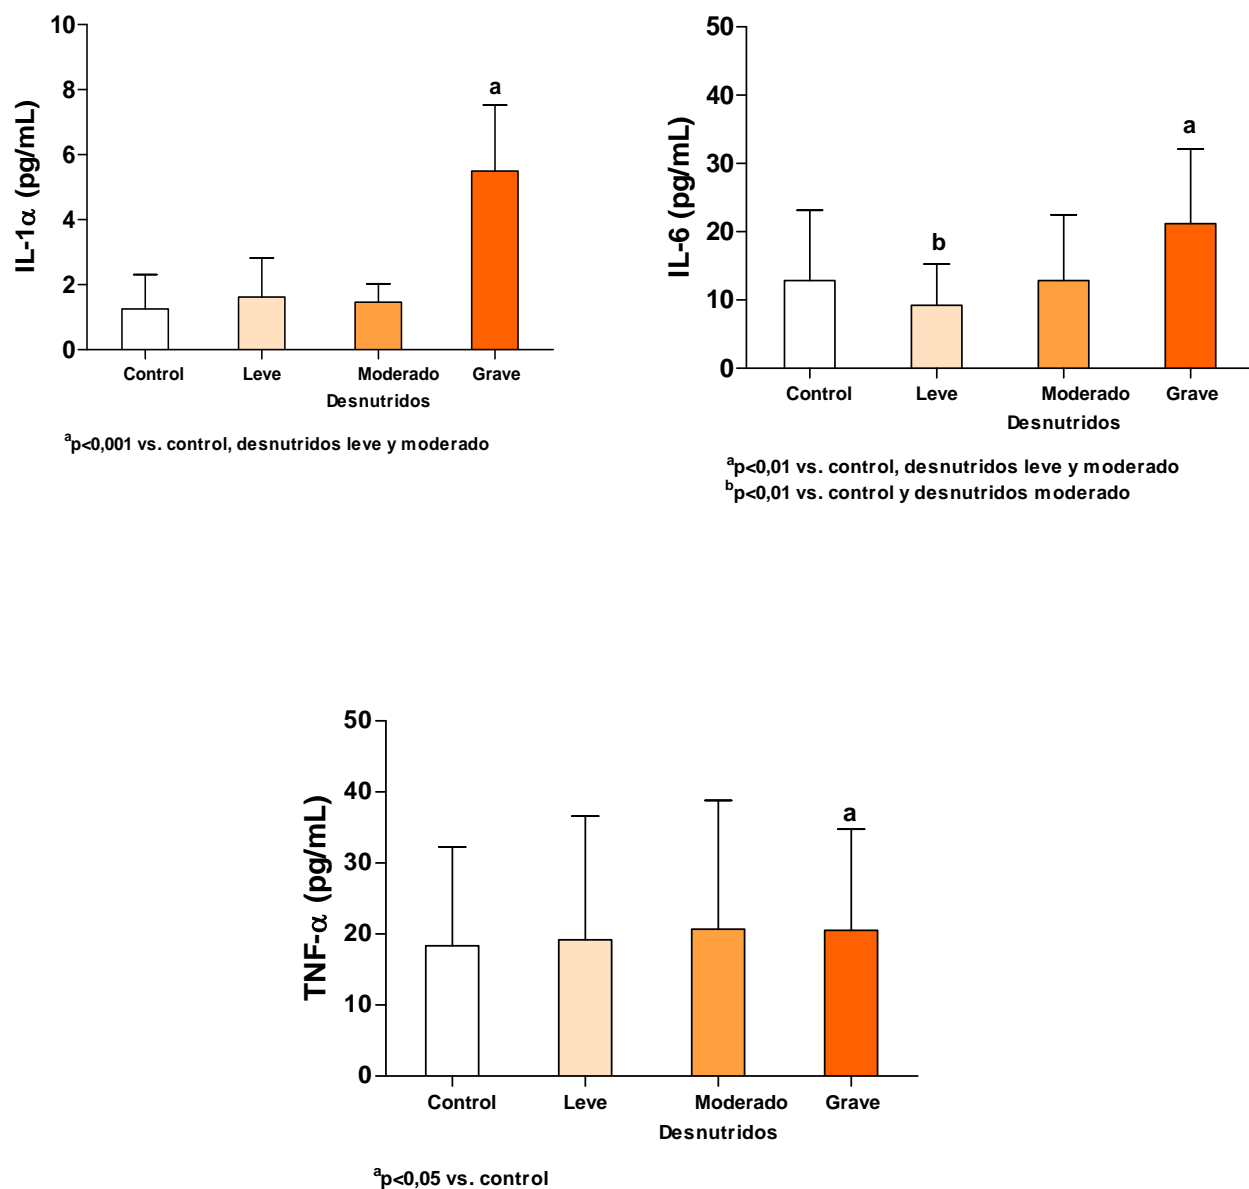 10
8
6
4
2
0
IL-1α (pg/mL)
a
Control Leve Moderado Grave
Desnutridos
ap<0,001 vs. control, desnutridos leve y moderado
50
40
30
20
10
0
IL-6 (pg/mL)
b
a
Control Leve Moderado Grave
Desnutridos
ap<0,01 vs. control, desnutridos leve y moderado
bp<0,01 vs. control y desnutridos moderado
50
40
30
20
10
0
TNF-α (pg/mL)
a
Control Leve Moderado Grave
Desnutridos
ap<0,05 vs. control